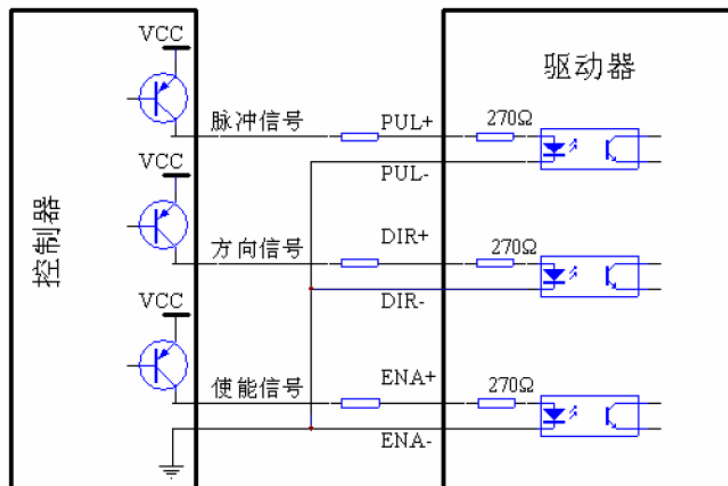 VCC
驱动器
脉冲信号
PUL+
270Ω
PUL-
VCC
控制器
方向信号
DIR+
270Ω
DIR-
VCC
使能信号
ENA+
270Ω
ENA-